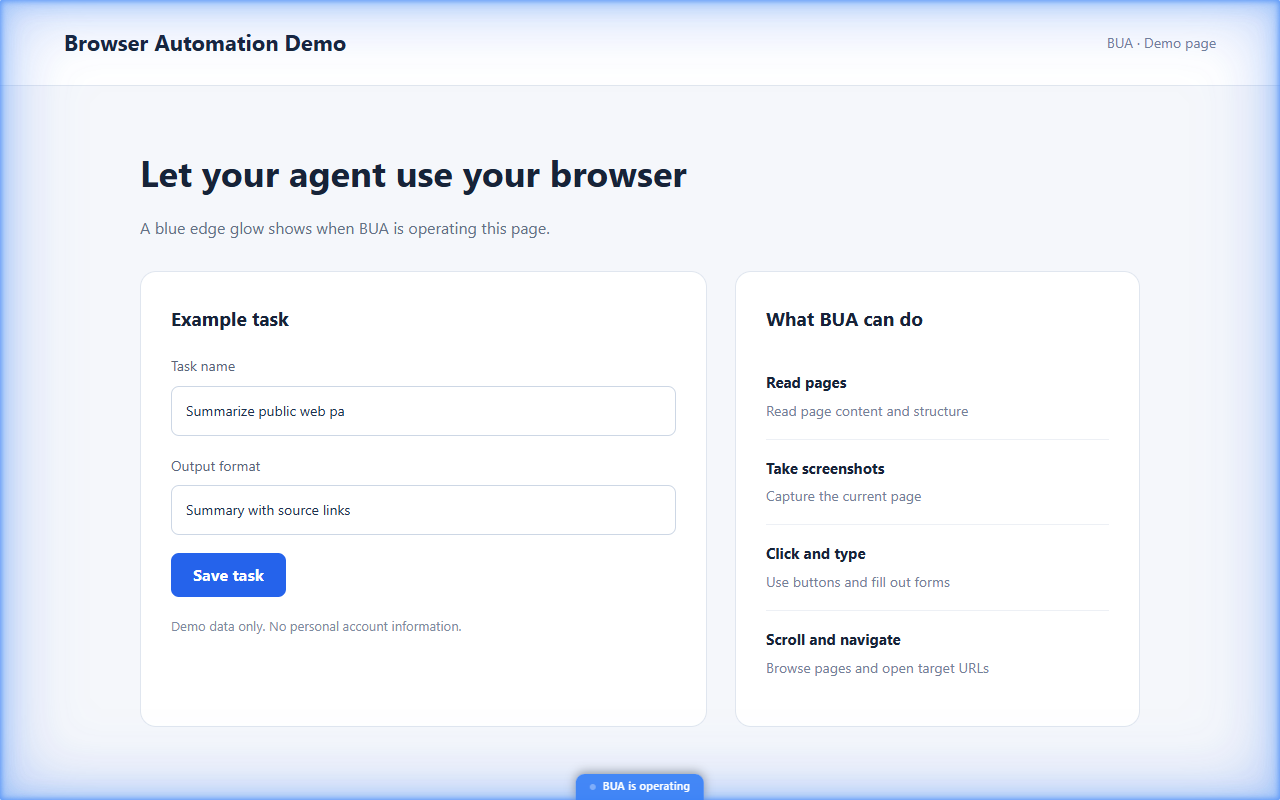 Browser Automation Demo
BUA · Demo page
Let your agent use your browser
A blue edge glow shows when BUA is operating this page.
Example task
Task name
Summarize public web pa
Output format
Summary with source links
Save task
Demo data only. No personal account information.
What BUA can do
Read pages
Read page content and structure
Take screenshots
Capture the current page
Click and type
Use buttons and fill out forms
Scroll and navigate
Browse pages and open target URLs
BUA is operating